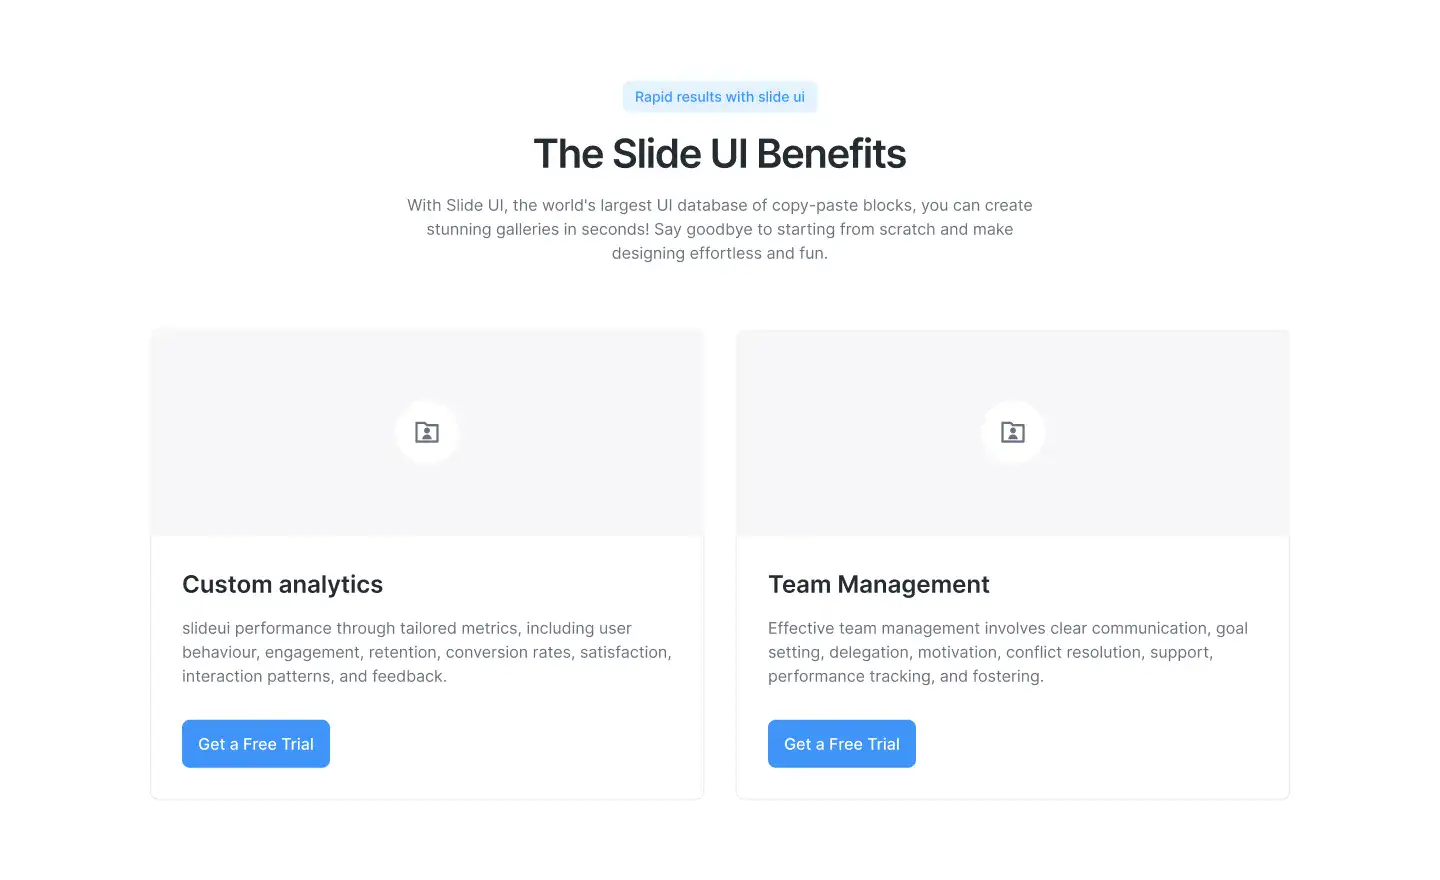 Rapid results with slide ui
The Slide UI Benefits
With Slide UI, the world's largest UI database of copy-paste blocks, you can create
stunning galleries in seconds! Say goodbye to starting from scratch and make
designing effortless and fun.
Custom analytics
slideui performance through tailored metrics, including user
behaviour, engagement, retention, conversion rates, satisfaction,
interaction patterns, and feedback.
Get a Free Trial
Team Management
Effective team management involves clear communication, goal
setting, delegation, motivation, conflict resolution, support,
performance tracking, and fostering.
Get a Free Trial